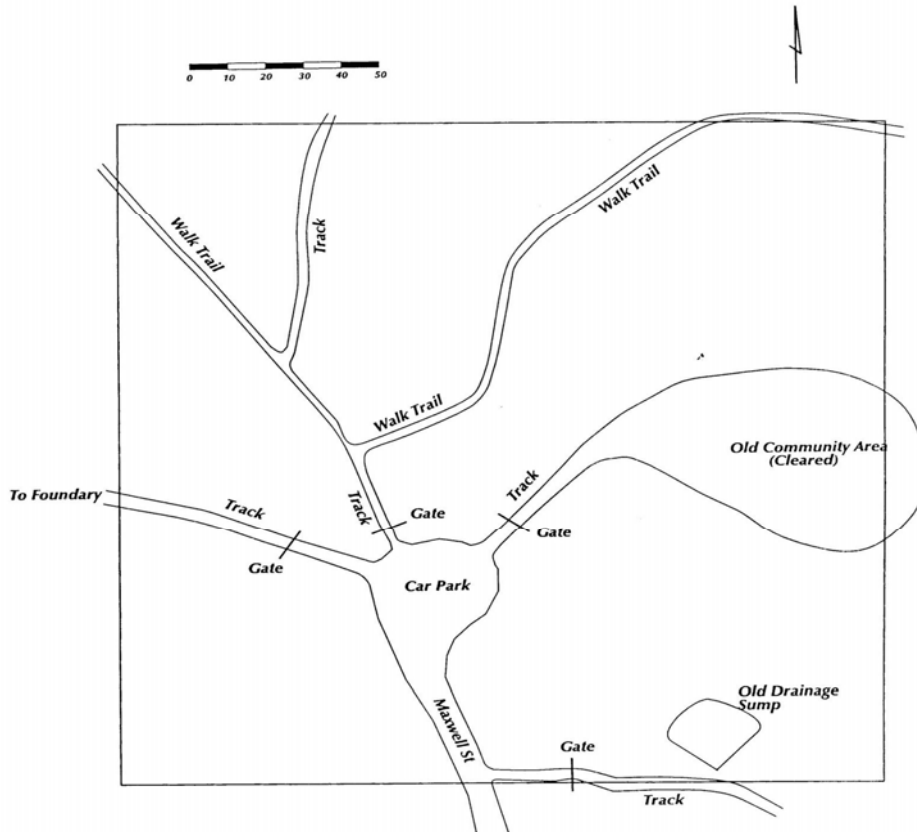 0 10 20 30 40 50
Walk Trail
Walk Trail
Track
Walk Trail
Old Community Area
(Cleared)
To Foundary
Track
Track
Track
Gate
Gate
Gate
Car Park
Old Drainage
Sump
Maxwell St
Gate
Track